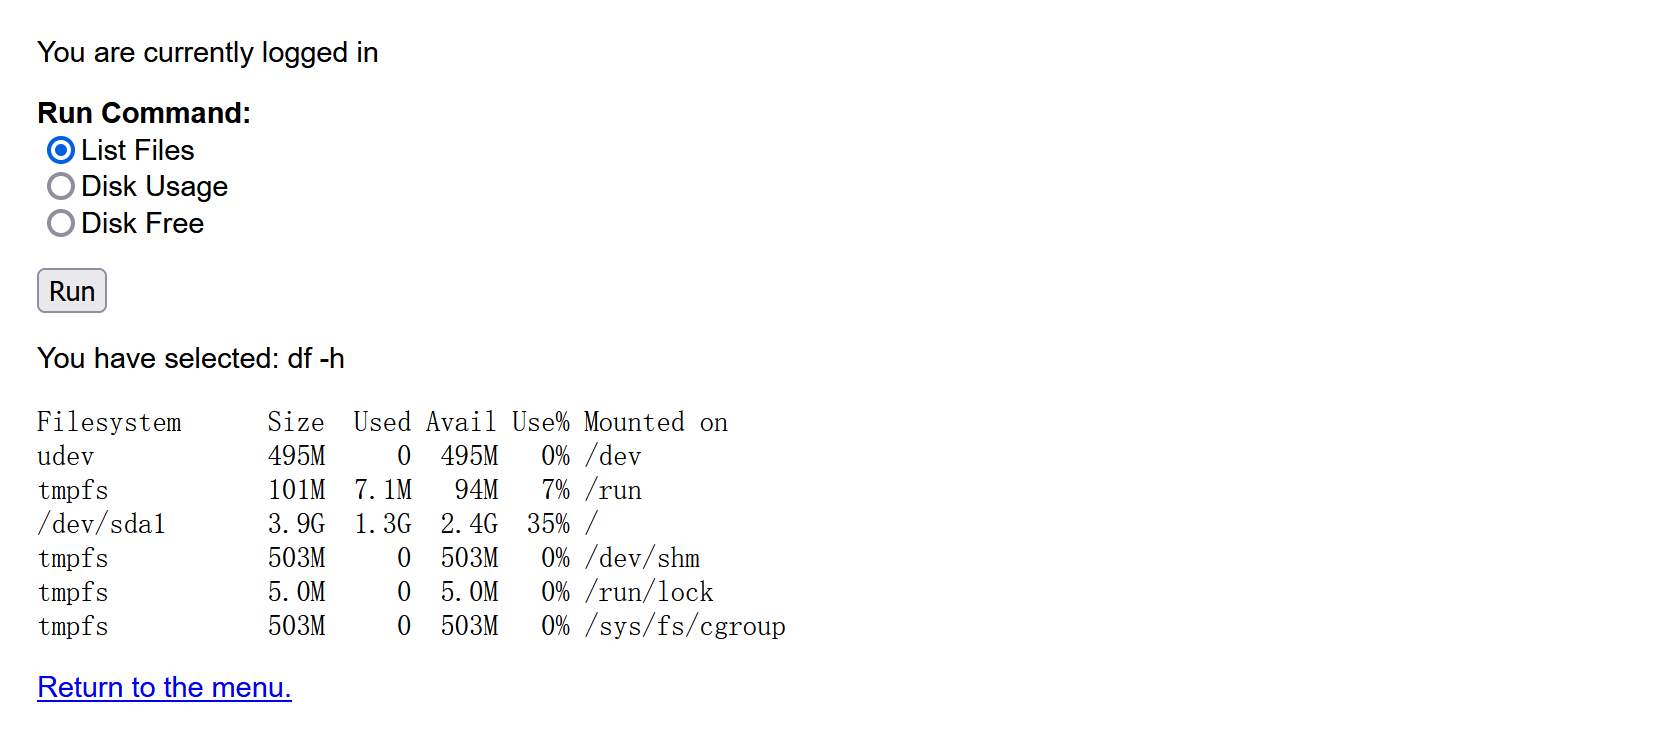 You are currently logged in
Run Command:
List Files
Disk Usage
Disk Free
Run
You have selected: df -h
Filesystem      Size  Used Avail Use% Mounted on
udev            495M     0  495M   0% /dev
tmpfs           101M  7.1M   94M   7% /run
/dev/sda1       3.9G  1.3G  2.4G  35% /
tmpfs           503M     0  503M   0% /dev/shm
tmpfs           5.0M     0  5.0M   0% /run/lock
tmpfs           503M     0  503M   0% /sys/fs/cgroup
Return to the menu.